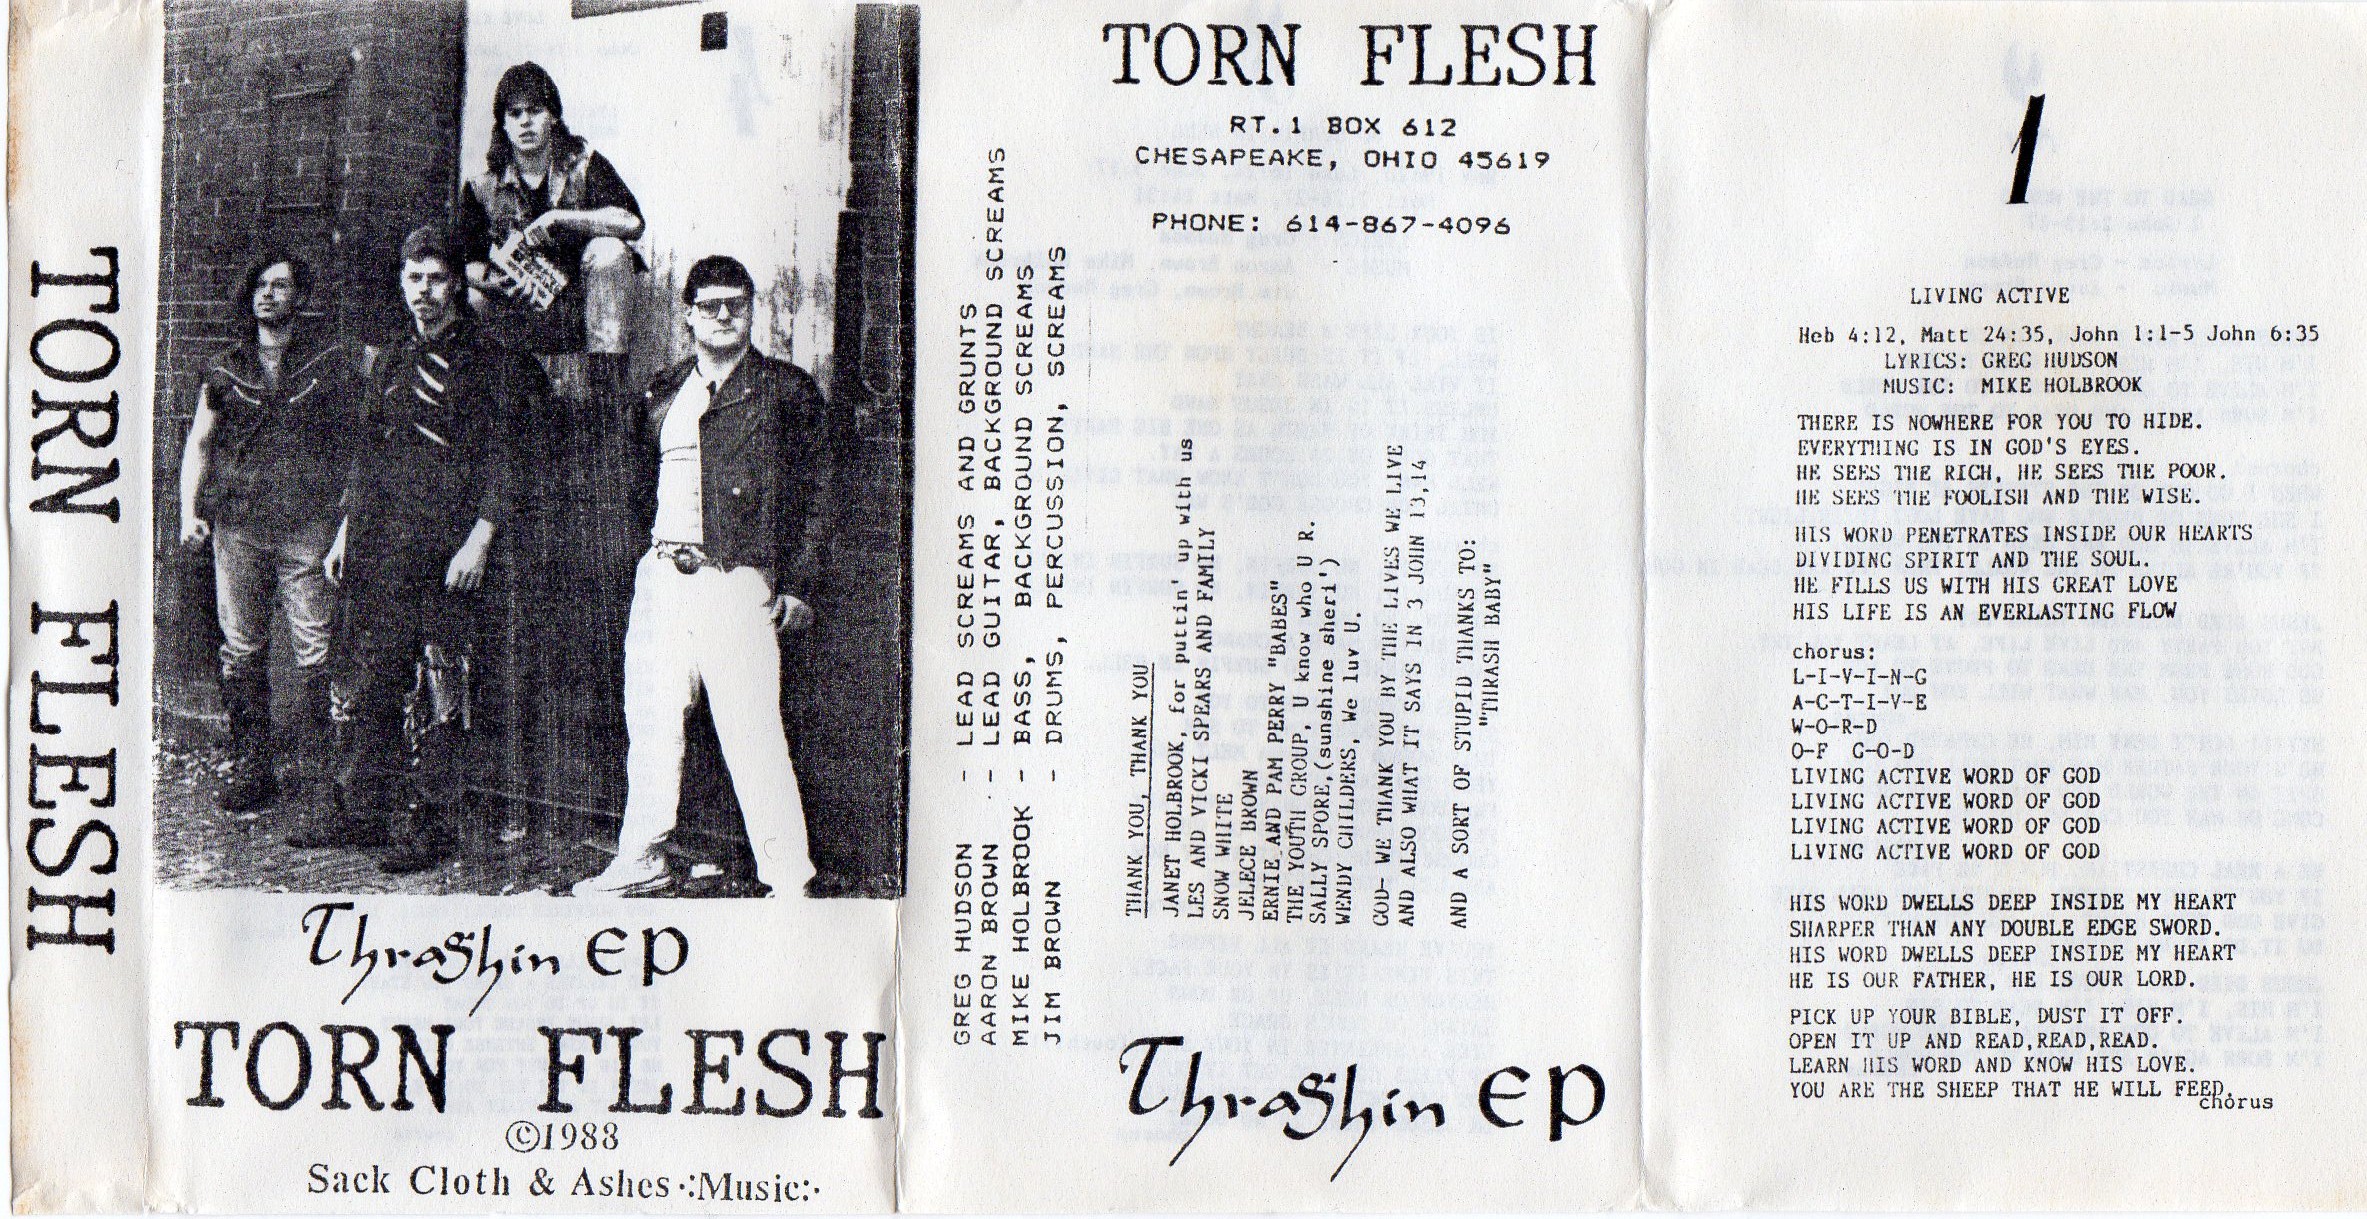 TORN FLESH
Thrashin EP
TORN FLESH
©1988
Sack Cloth & Ashes ·:Music:·
GREG HUDSON - LEAD SCREAMS AND GRUNTS
AARON BROWN - LEAD GUITAR, BACKGROUND SCREAMS
MIKE HOLBROOK - BASS, BACKGROUND SCREAMS
JIM BROWN - DRUMS, PERCUSSION, SCREAMS
TORN FLESH
RT.1 BOX 612
CHESAPEAKE, OHIO 45619
PHONE: 614-867-4096
THANK YOU, THANK YOU
JANET HOLBROOK, for puttin' up with us
LES AND VICKI SPEARS AND FAMILY
SNOW WHITE
JELECE BROWN
ERNIE AND PAM PERRY "BABES"
THE YOUTH GROUP, U know who U R.
SALLY SPORE,(sunshine sheri')
WENDY CHILDERS, We luv U.
GOD- WE THANK YOU BY THE LIVES WE LIVE
AND ALSO WHAT IT SAYS IN 3 JOHN 13,14
AND A SORT OF STUPID THANKS TO:
"THRASH BABY"
Thrashin EP
1
LIVING ACTIVE
Heb 4:12, Matt 24:35, John 1:1-5 John 6:35
LYRICS: GREG HUDSON
MUSIC: MIKE HOLBROOK
THERE IS NOWHERE FOR YOU TO HIDE.
EVERYTHING IS IN GOD'S EYES.
HE SEES THE RICH, HE SEES THE POOR.
HE SEES THE FOOLISH AND THE WISE.
HIS WORD PENETRATES INSIDE OUR HEARTS
DIVIDING SPIRIT AND THE SOUL.
HE FILLS US WITH HIS GREAT LOVE
HIS LIFE IS AN EVERLASTING FLOW
chorus:
L-I-V-I-N-G
A-C-T-I-V-E
W-O-R-D
O-F G-O-D
LIVING ACTIVE WORD OF GOD
LIVING ACTIVE WORD OF GOD
LIVING ACTIVE WORD OF GOD
LIVING ACTIVE WORD OF GOD
HIS WORD DWELLS DEEP INSIDE MY HEART
SHARPER THAN ANY DOUBLE EDGE SWORD.
HIS WORD DWELLS DEEP INSIDE MY HEART
HE IS OUR FATHER, HE IS OUR LORD.
PICK UP YOUR BIBLE, DUST IT OFF.
OPEN IT UP AND READ,READ,READ.
LEARN HIS WORD AND KNOW HIS LOVE.
YOU ARE THE SHEEP THAT HE WILL FEED.
chorus